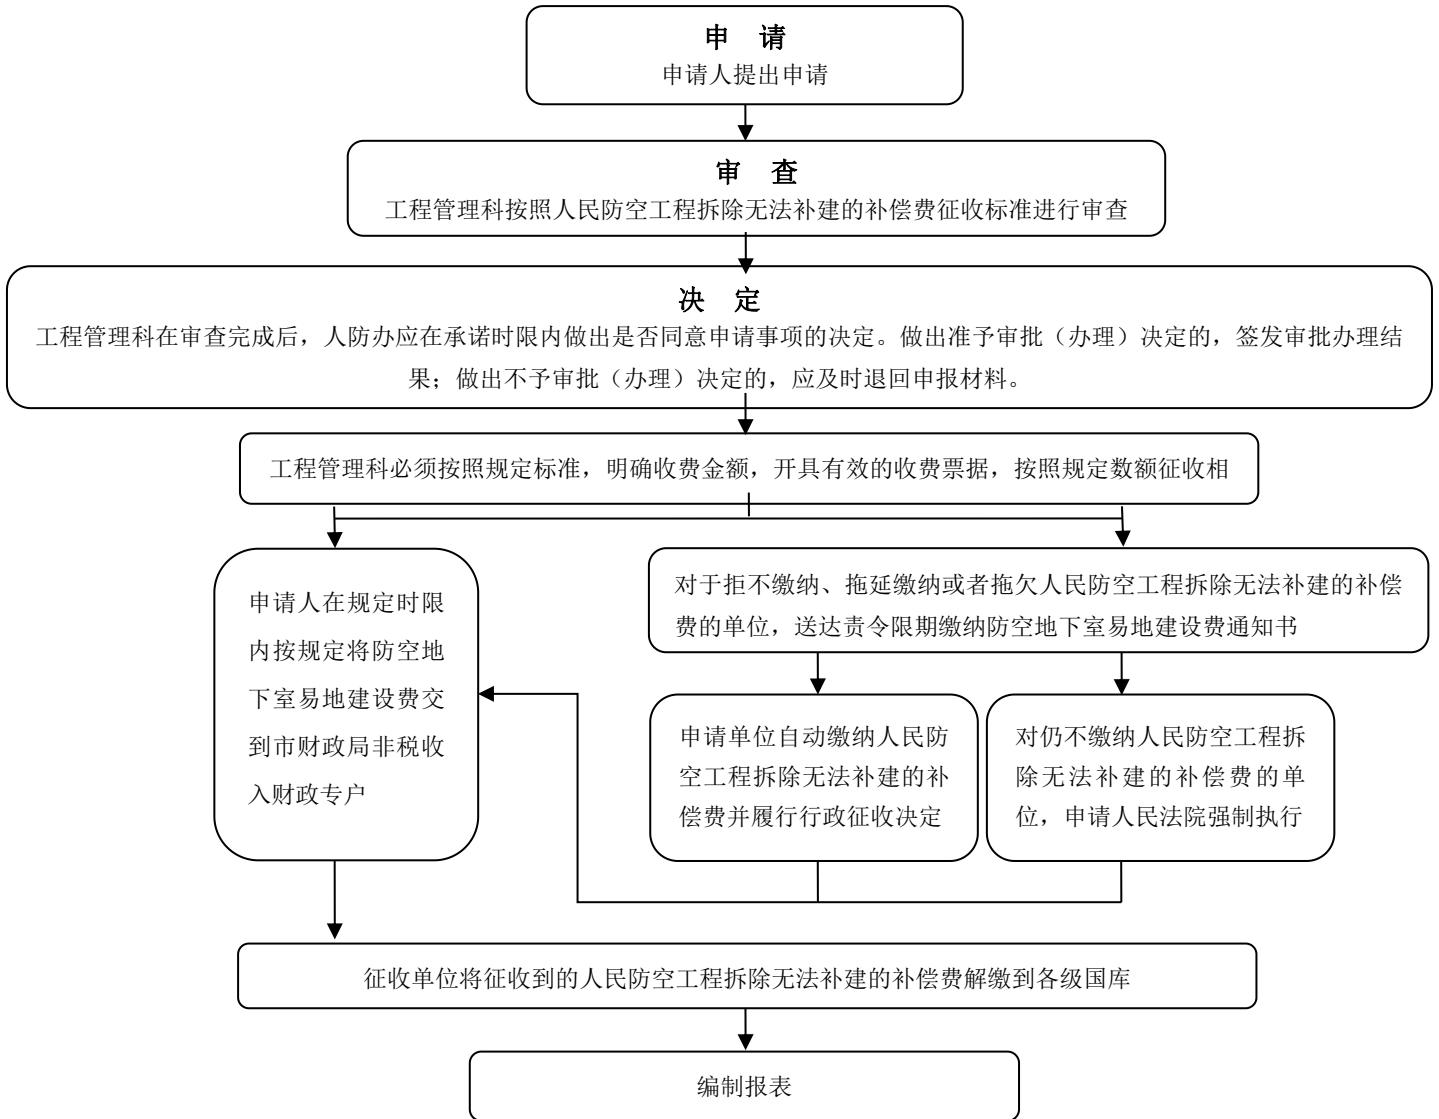 申 请
申请人提出申请
审 查
工程管理科按照人民防空工程拆除无法补建的补偿费征收标准进行审查
决 定
工程管理科在审查完成后，人防办应在承诺时限内做出是否同意申请事项的决定。做出准予审批（办理）决定的，签发审批办理结
果；做出不予审批（办理）决定的，应及时退回申报材料。
工程管理科必须按照规定标准，明确收费金额，开具有效的收费票据，按照规定数额征收相
申请人在规定时限
内按规定将防空地
下室易地建设费交
到市财政局非税收
入财政专户
对于拒不缴纳、拖延缴纳或者拖欠人民防空工程拆除无法补建的补偿
费的单位，送达责令限期缴纳防空地下室易地建设费通知书
申请单位自动缴纳人民防
空工程拆除无法补建的补
偿费并履行行政征收决定
对仍不缴纳人民防空工程拆
除无法补建的补偿费的单
位，申请人民法院强制执行
征收单位将征收到的人民防空工程拆除无法补建的补偿费解缴到各级国库
编制报表